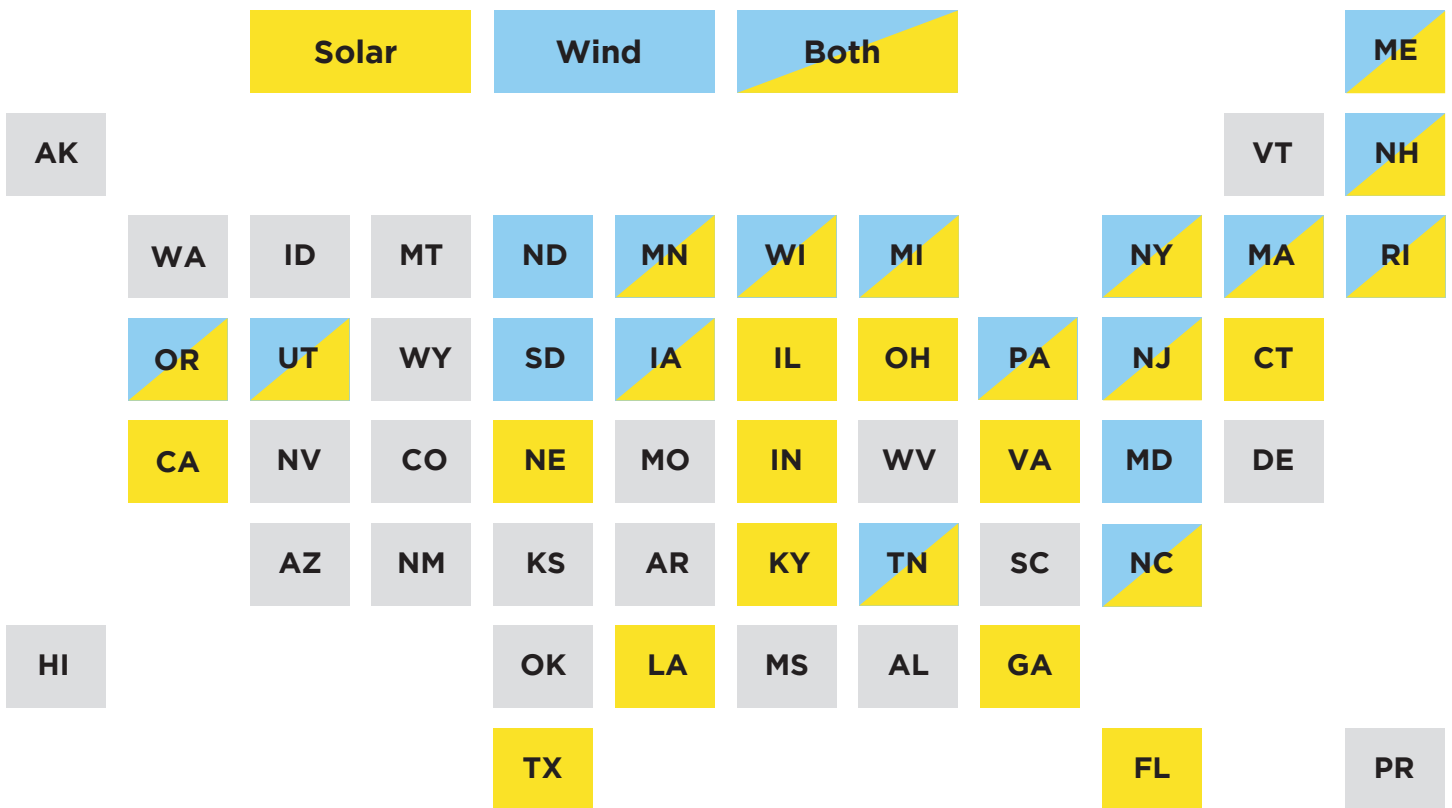 Solar Wind Both ME
AK VT NH
WA ID MT ND MN WI MI NY MA RI
OR UT WY SD IA IL OH PA NJ CT
CA NV CO NE MO IN WV VA MD DE
AZ NM KS AR KY TN SC NC
HI OK LA MS AL GA
TX FL PR